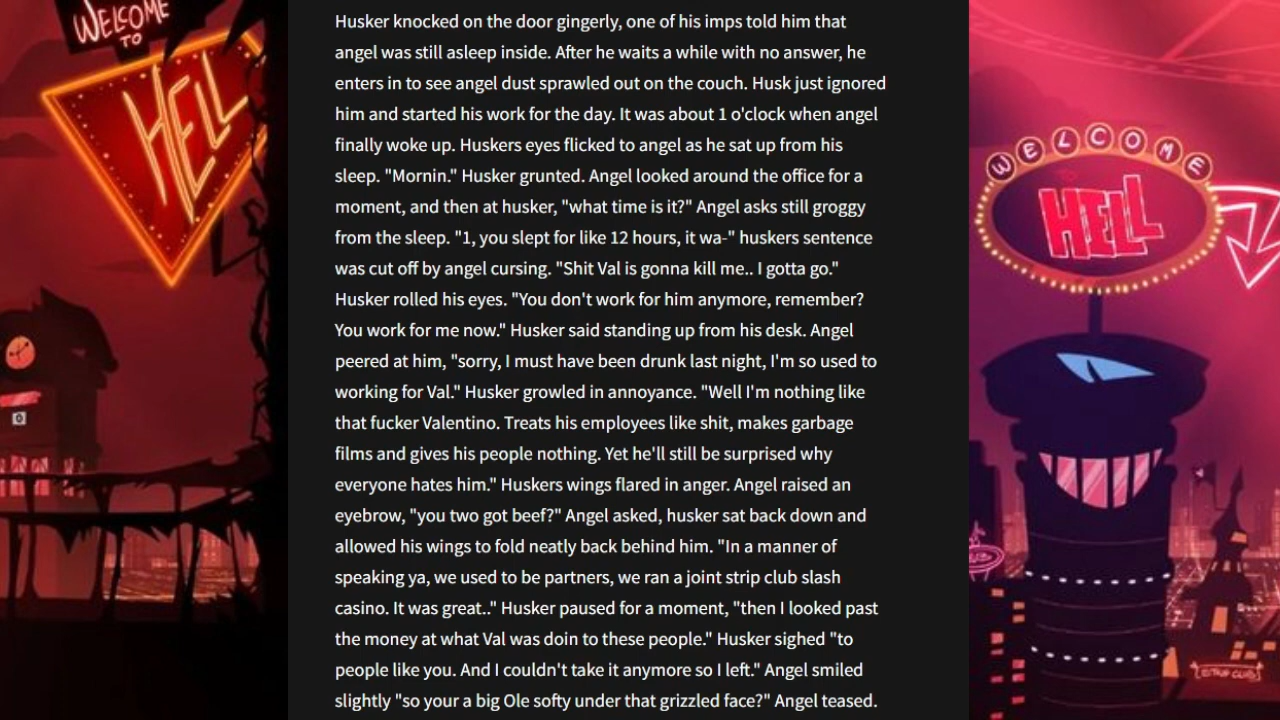 WELCOME
TO
HELL
Husker knocked on the door gingerly, one of his imps told him that
angel was still asleep inside. After he waits a while with no answer, he
enters in to see angel dust sprawled out on the couch. Husk just ignored
him and started his work for the day. It was about 1 o'clock when angel
finally woke up. Huskers eyes flicked to angel as he sat up from his
sleep. "Mornin." Husker grunted. Angel looked around the office for a
moment, and then at husker, "what time is it?" Angel asks still groggy
from the sleep. "1, you slept for like 12 hours, it wa-" huskers sentence
was cut off by angel cursing. "Shit Val is gonna kill me.. I gotta go."
Husker rolled his eyes. "You don't work for him anymore, remember?
You work for me now." Husker said standing up from his desk. Angel
peered at him, "sorry, I must have been drunk last night, I'm so used to
working for Val." Husker growled in annoyance. "Well I'm nothing like
that fucker Valentino. Treats his employees like shit, makes garbage
films and gives his people nothing. Yet he'll still be surprised why
everyone hates him." Huskers wings flared in anger. Angel raised an
eyebrow, "you two got beef?" Angel asked, husker sat back down and
allowed his wings to fold neatly back behind him. "In a manner of
speaking ya, we used to be partners, we ran a joint strip club slash
casino. It was great.." Husker paused for a moment, "then I looked past
the money at what Val was doin to these people." Husker sighed "to
people like you. And I couldn't take it anymore so I left." Angel smiled
slightly "so your a big Ole softy under that grizzled face?" Angel teased.
WELCOME
HELL
STRIP CLUB